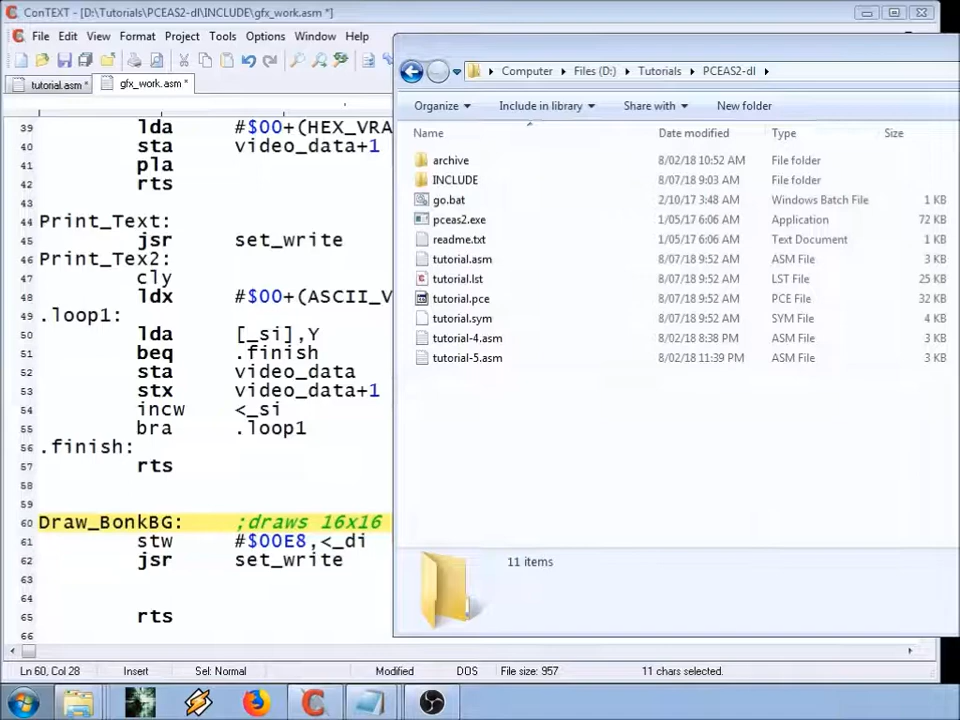 ConTEXT - [D:\Tutorials\PCEAS2-dl\INCLUDE\gfx_work.asm *]
File Edit View Format Project Tools Options Window Help
tutorial.asm * gfx_work.asm *
39 lda #$00+(HEX_VRA
40 sta video_data+1
41 pla
42 rts
43
44 Print_Text:
45 jsr set_write
46 Print_Tex2:
47 cly
48 ldx #$00+(ASCII_V
49 .loop1:
50 lda [_si],Y
51 beq .finish
52 sta video_data
53 stx video_data+1
54 incw <_si
55 bra .loop1
56 .finish:
57 rts
58
59
60 Draw_BonkBG: ;draws 16x16
61 stw #$00E8,<_di
62 jsr set_write
63
64
65 rts
66
Ln 60, Col 28 Insert Sel: Normal Modified DOS File size: 957 11 chars selected.
Computer Files (D:) Tutorials PCEAS2-dl
Organize Include in library Share with New folder
Name Date modified Type Size
archive 8/02/18 10:52 AM File folder
INCLUDE 8/07/18 9:03 AM File folder
go.bat 2/10/17 3:48 AM Windows Batch File 1 KB
pceas2.exe 1/05/17 6:06 AM Application 72 KB
readme.txt 1/05/17 6:06 AM Text Document 1 KB
tutorial.asm 8/07/18 9:52 AM ASM File 3 KB
tutorial.lst 8/07/18 9:52 AM LST File 25 KB
tutorial.pce 8/07/18 9:52 AM PCE File 32 KB
tutorial.sym 8/07/18 9:52 AM SYM File 4 KB
tutorial-4.asm 8/02/18 8:38 PM ASM File 3 KB
tutorial-5.asm 8/02/18 11:39 PM ASM File 3 KB
11 items